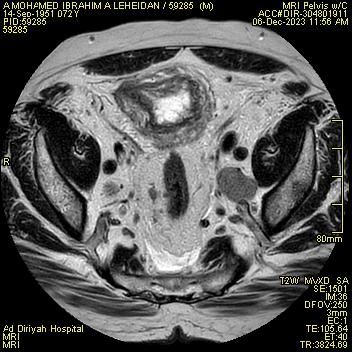 A MOHAMED IBRAHIM A LEHEIDAN / 59285 (M)
14-Sep-1951 072Y
PID:59285
59285
MRI Pelvis w/C
ACC#DIR-304801911
06-Dec-2023 11:56 AM
R
80mm
T2W_MVXD_SA
SE:1501
IM:36
DFOV:250
3mm
EC:1
TE:105.64
ET:40
TR:3824.69
Ad Diriyah Hospital
MRI
MRI